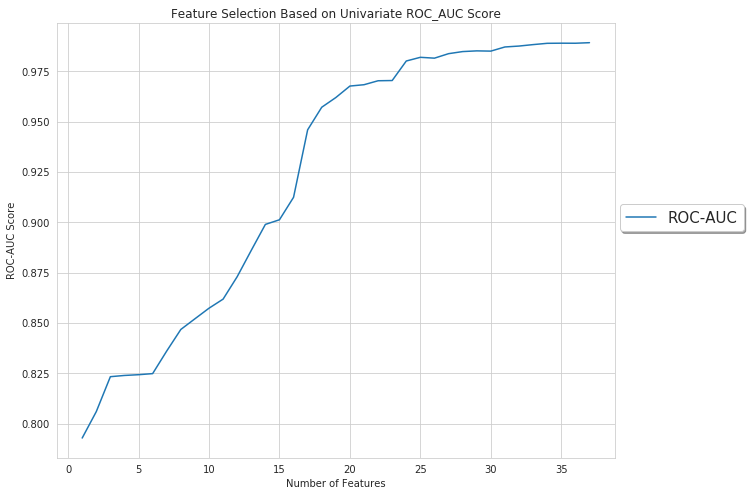 Feature Selection Based on Univariate ROC_AUC Score
0.975
0.950
0.925
0.900
0.875
0.850
0.825
0.800
ROC-AUC Score
0 5 10 15 20 25 30 35
Number of Features
ROC-AUC